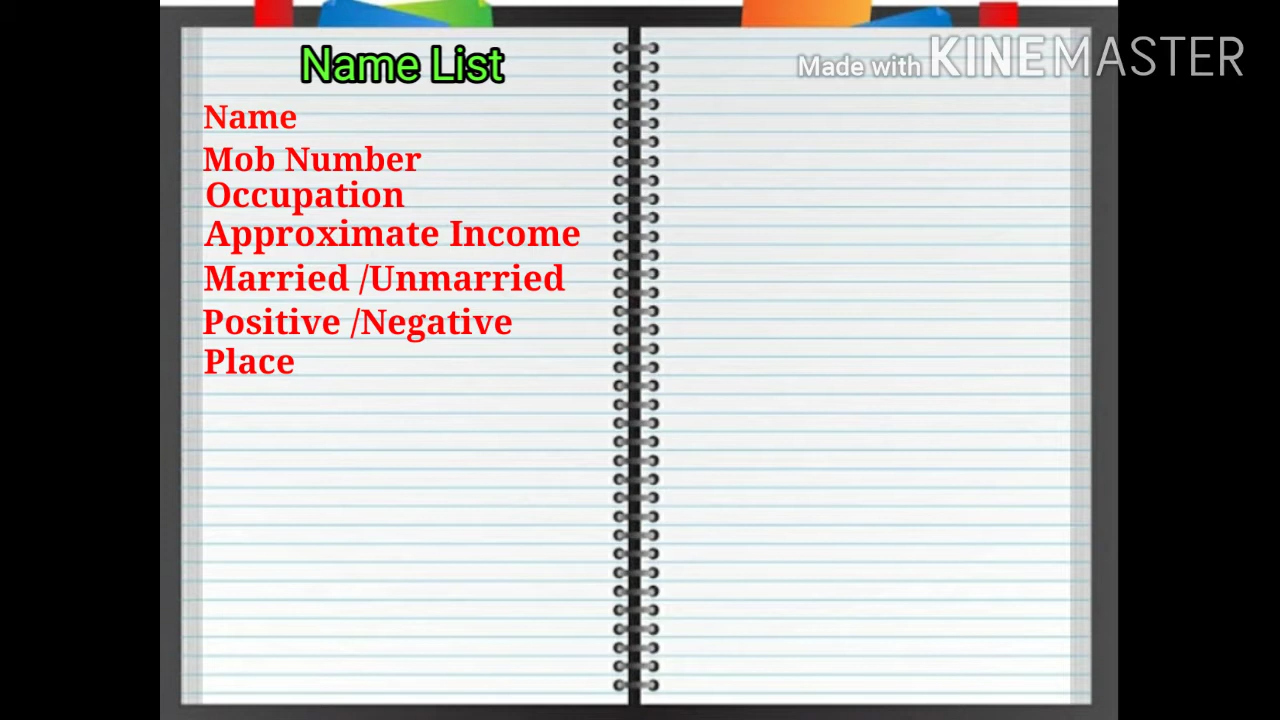 Name List
Made with KINEMASTER
Name
Mob Number
Occupation
Approximate Income
Married /Unmarried
Positive /Negative
Place